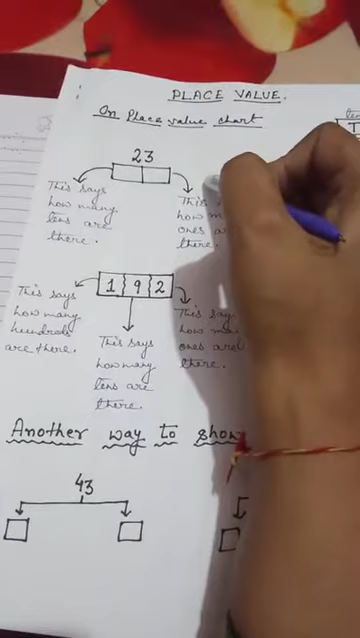 PLACE VALUE.
On Place value chart
23
This says
how many
tens are
there.
This
how
ones a
there.
1 9 2
This says
how many
hundreds
are there.
This says
how many
tens are
there.
This say
how ma
ones are
there.
Another way to show
43